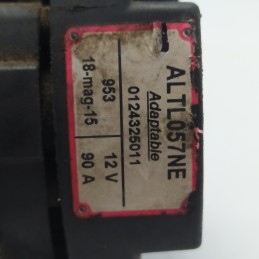 ALTL057NE
Adaptable
0124325011
953 12 V
18-mag-15 90 A